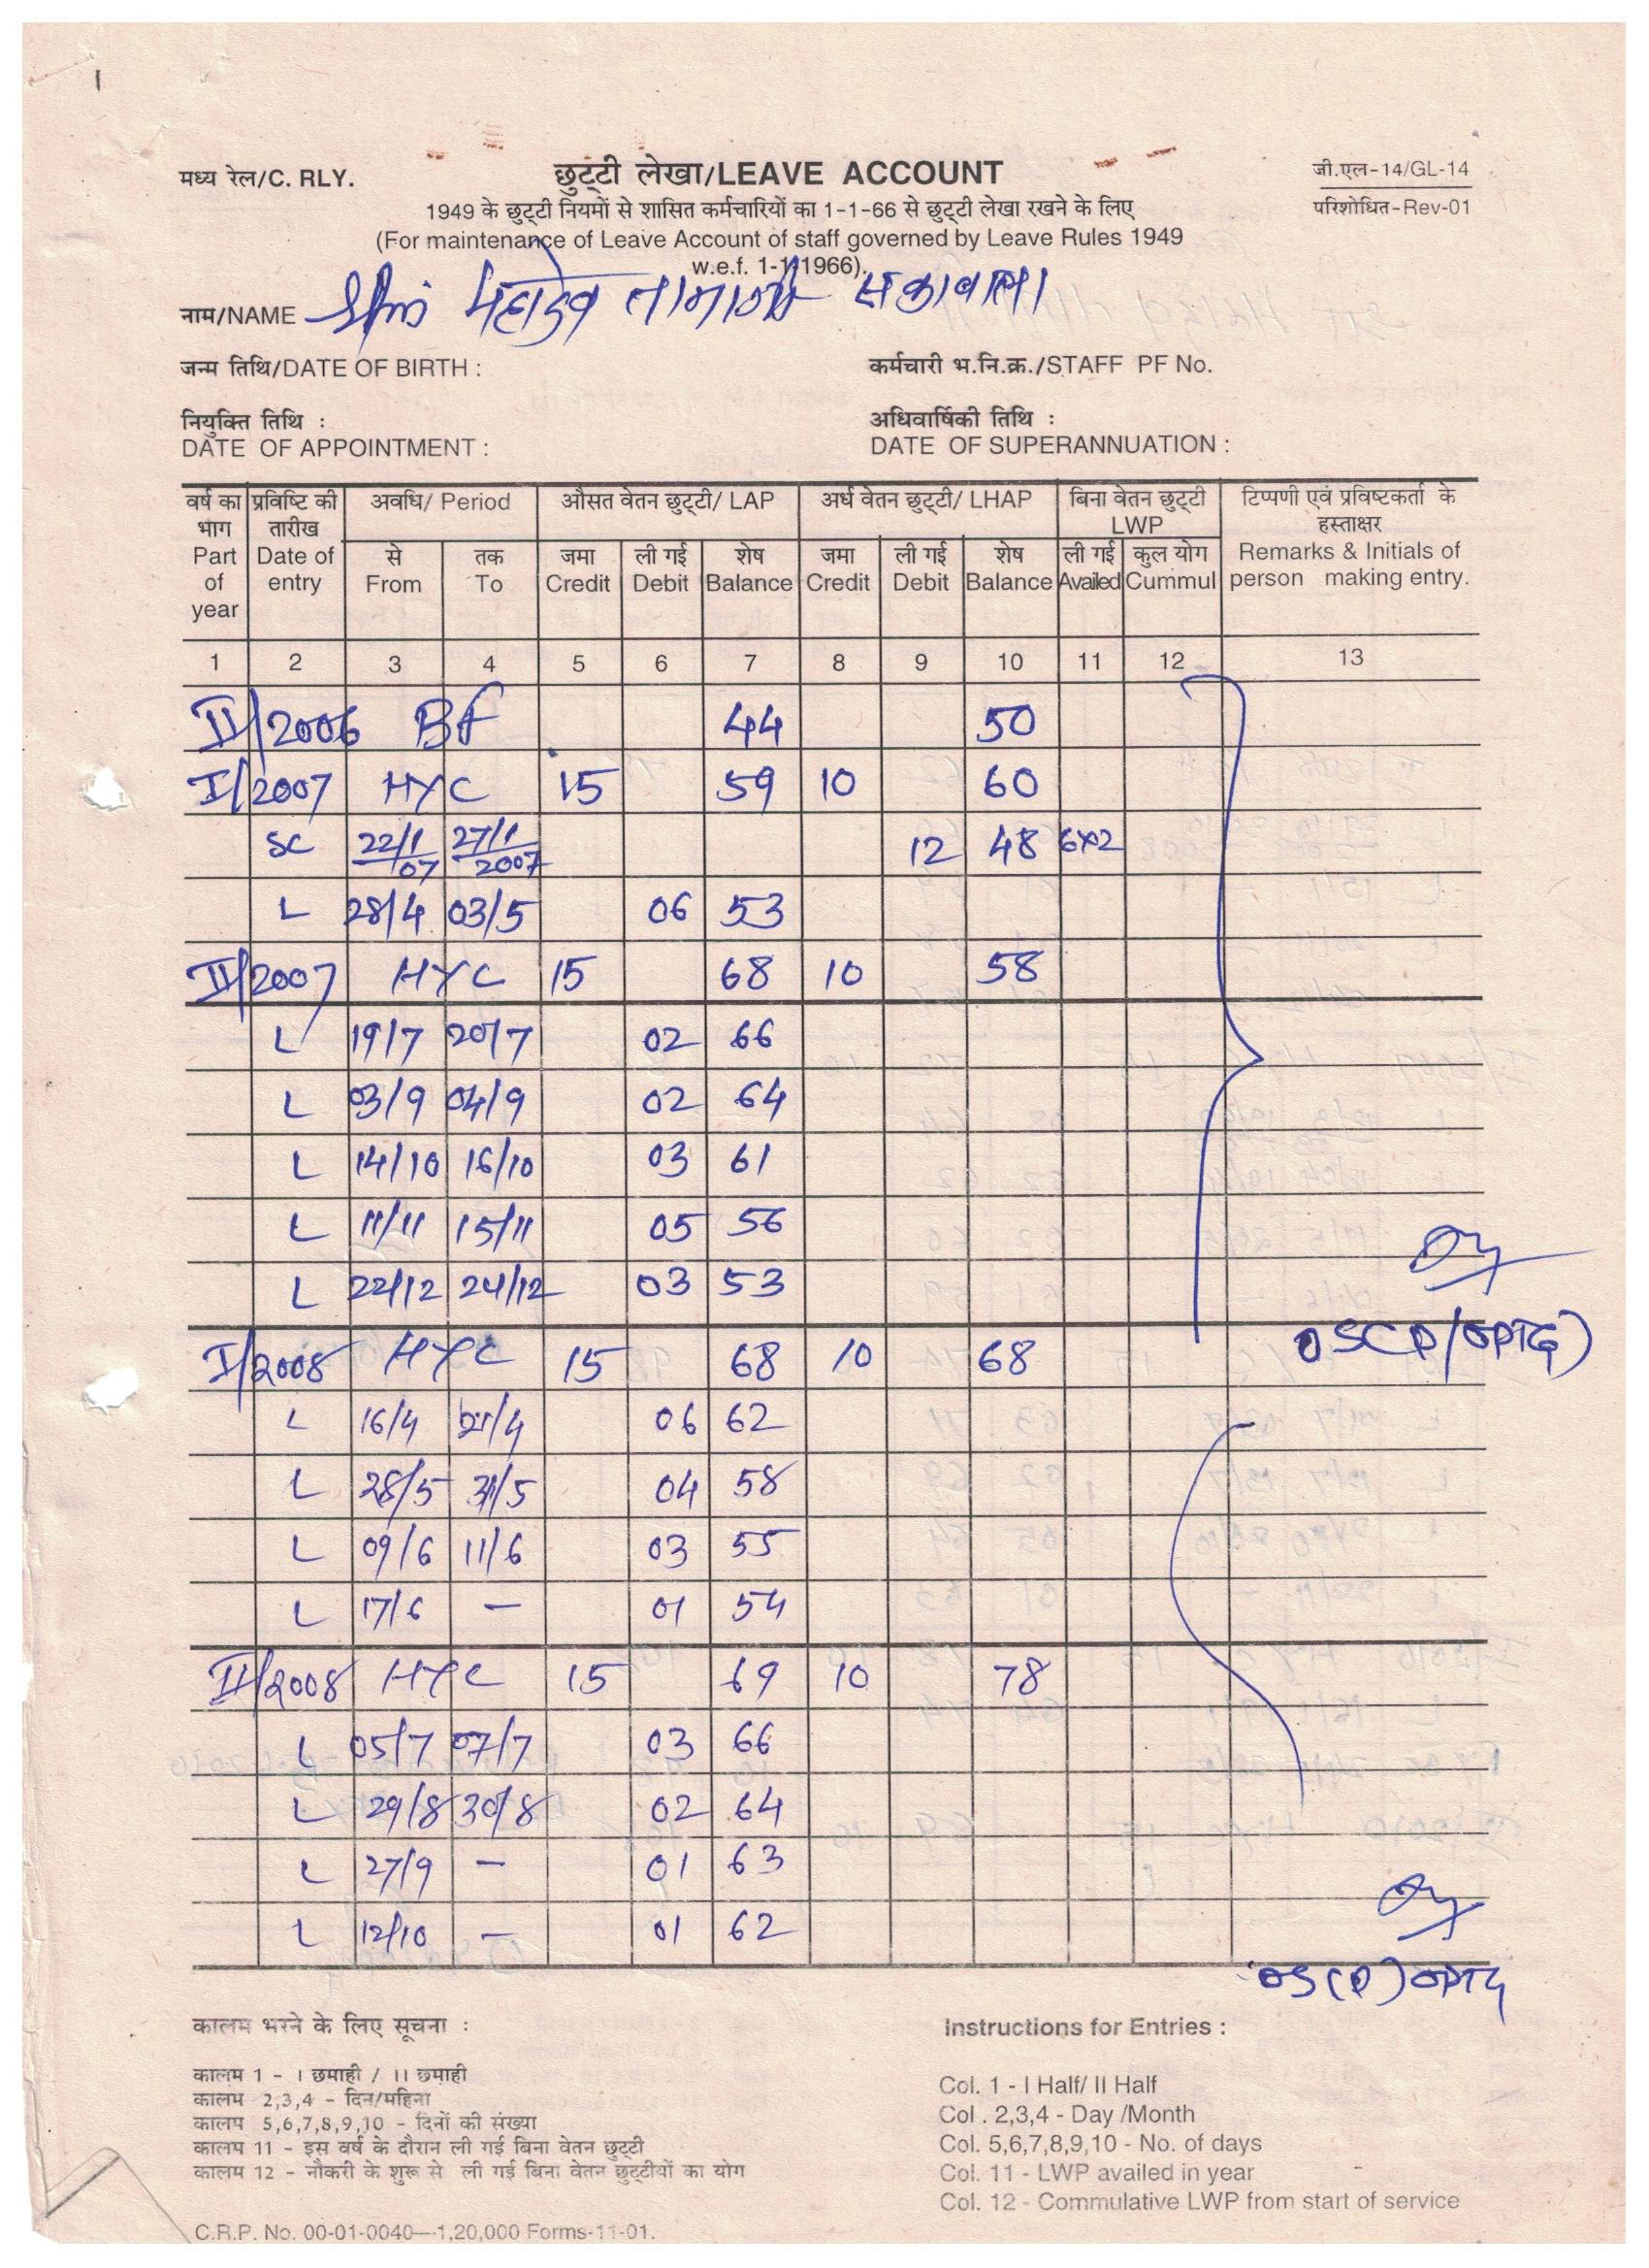 मध्य रेल/C. RLY.
छुट्टी लेखा/LEAVE ACCOUNT
जी.एल-14/GL-14
परिशोधित-Rev-01
1949 के छुट्टी नियमों से शासित कर्मचारियों का 1-1-66 से छुट्टी लेखा रखने के लिए
(For maintenance of Leave Account of staff governed by Leave Rules 1949
w.e.f. 1-1-1966).
नाम/NAME Shri महादेव तानाजी
जन्म तिथि/DATE OF BIRTH :
कर्मचारी भ.नि.क्र./STAFF PF No.
नियुक्ति तिथि :
DATE OF APPOINTMENT :
अधिवार्षिकी तिथि :
DATE OF SUPERANNUATION :
वर्ष का भाग Part of year
प्रविष्टि की तारीख Date of entry
अवधि/ Period
से From
तक To
औसत वेतन छुट्टी/ LAP
जमा Credit
ली गई Debit
शेष Balance
अर्ध वेतन छुट्टी/ LHAP
जमा Credit
ली गई Debit
शेष Balance
बिना वेतन छुट्टी LWP
ली गई Availed
कुल योग Cummul
टिप्पणी एवं प्रविष्टकर्ता के हस्ताक्षर
Remarks & Initials of person making entry.
1 2 3 4 5 6 7 8 9 10 11 12 13
II/2006 BF 44 50
I/2007 HYC 15 59 10 60
SC 22/1/07 27/1/2007 12 48 6x2
L 28/4 03/5 06 53
II/2007 HYC 15 68 10 58
L 19/7 20/7 02 66
L 03/9 04/9 02 64
L 14/10 16/10 03 61
L 11/11 15/11 05 56
L 22/12 24/12 03 53
OSCP/OPTG)
I/2008 HYC 15 68 10 68
L 16/4 21/4 06 62
L 28/5 31/5 04 58
L 09/6 11/6 03 55
L 17/6 — 01 54
II/2008 HYC 15 69 10 78
L 05/7 07/7 03 66
L 29/8 30/8 02 64
L 27/9 — 01 63
L 12/10 — 01 62
OS(P)OPTG
कालम भरने के लिए सूचना :
कालम 1 - I छमाही / II छमाही
कालम 2,3,4 - दिन/महिना
कालम 5,6,7,8,9,10 - दिनों की संख्या
कालम 11 - इस वर्ष के दौरान ली गई बिना वेतन छुट्टी
कालम 12 - नौकरी के शुरू से ली गई बिना वेतन छुट्टीयों का योग
Instructions for Entries :
Col. 1 - I Half/ II Half
Col . 2,3,4 - Day /Month
Col. 5,6,7,8,9,10 - No. of days
Col. 11 - LWP availed in year
Col. 12 - Commulative LWP from start of service
C.R.P. No. 00-01-0040—1,20,000 Forms-11-01.